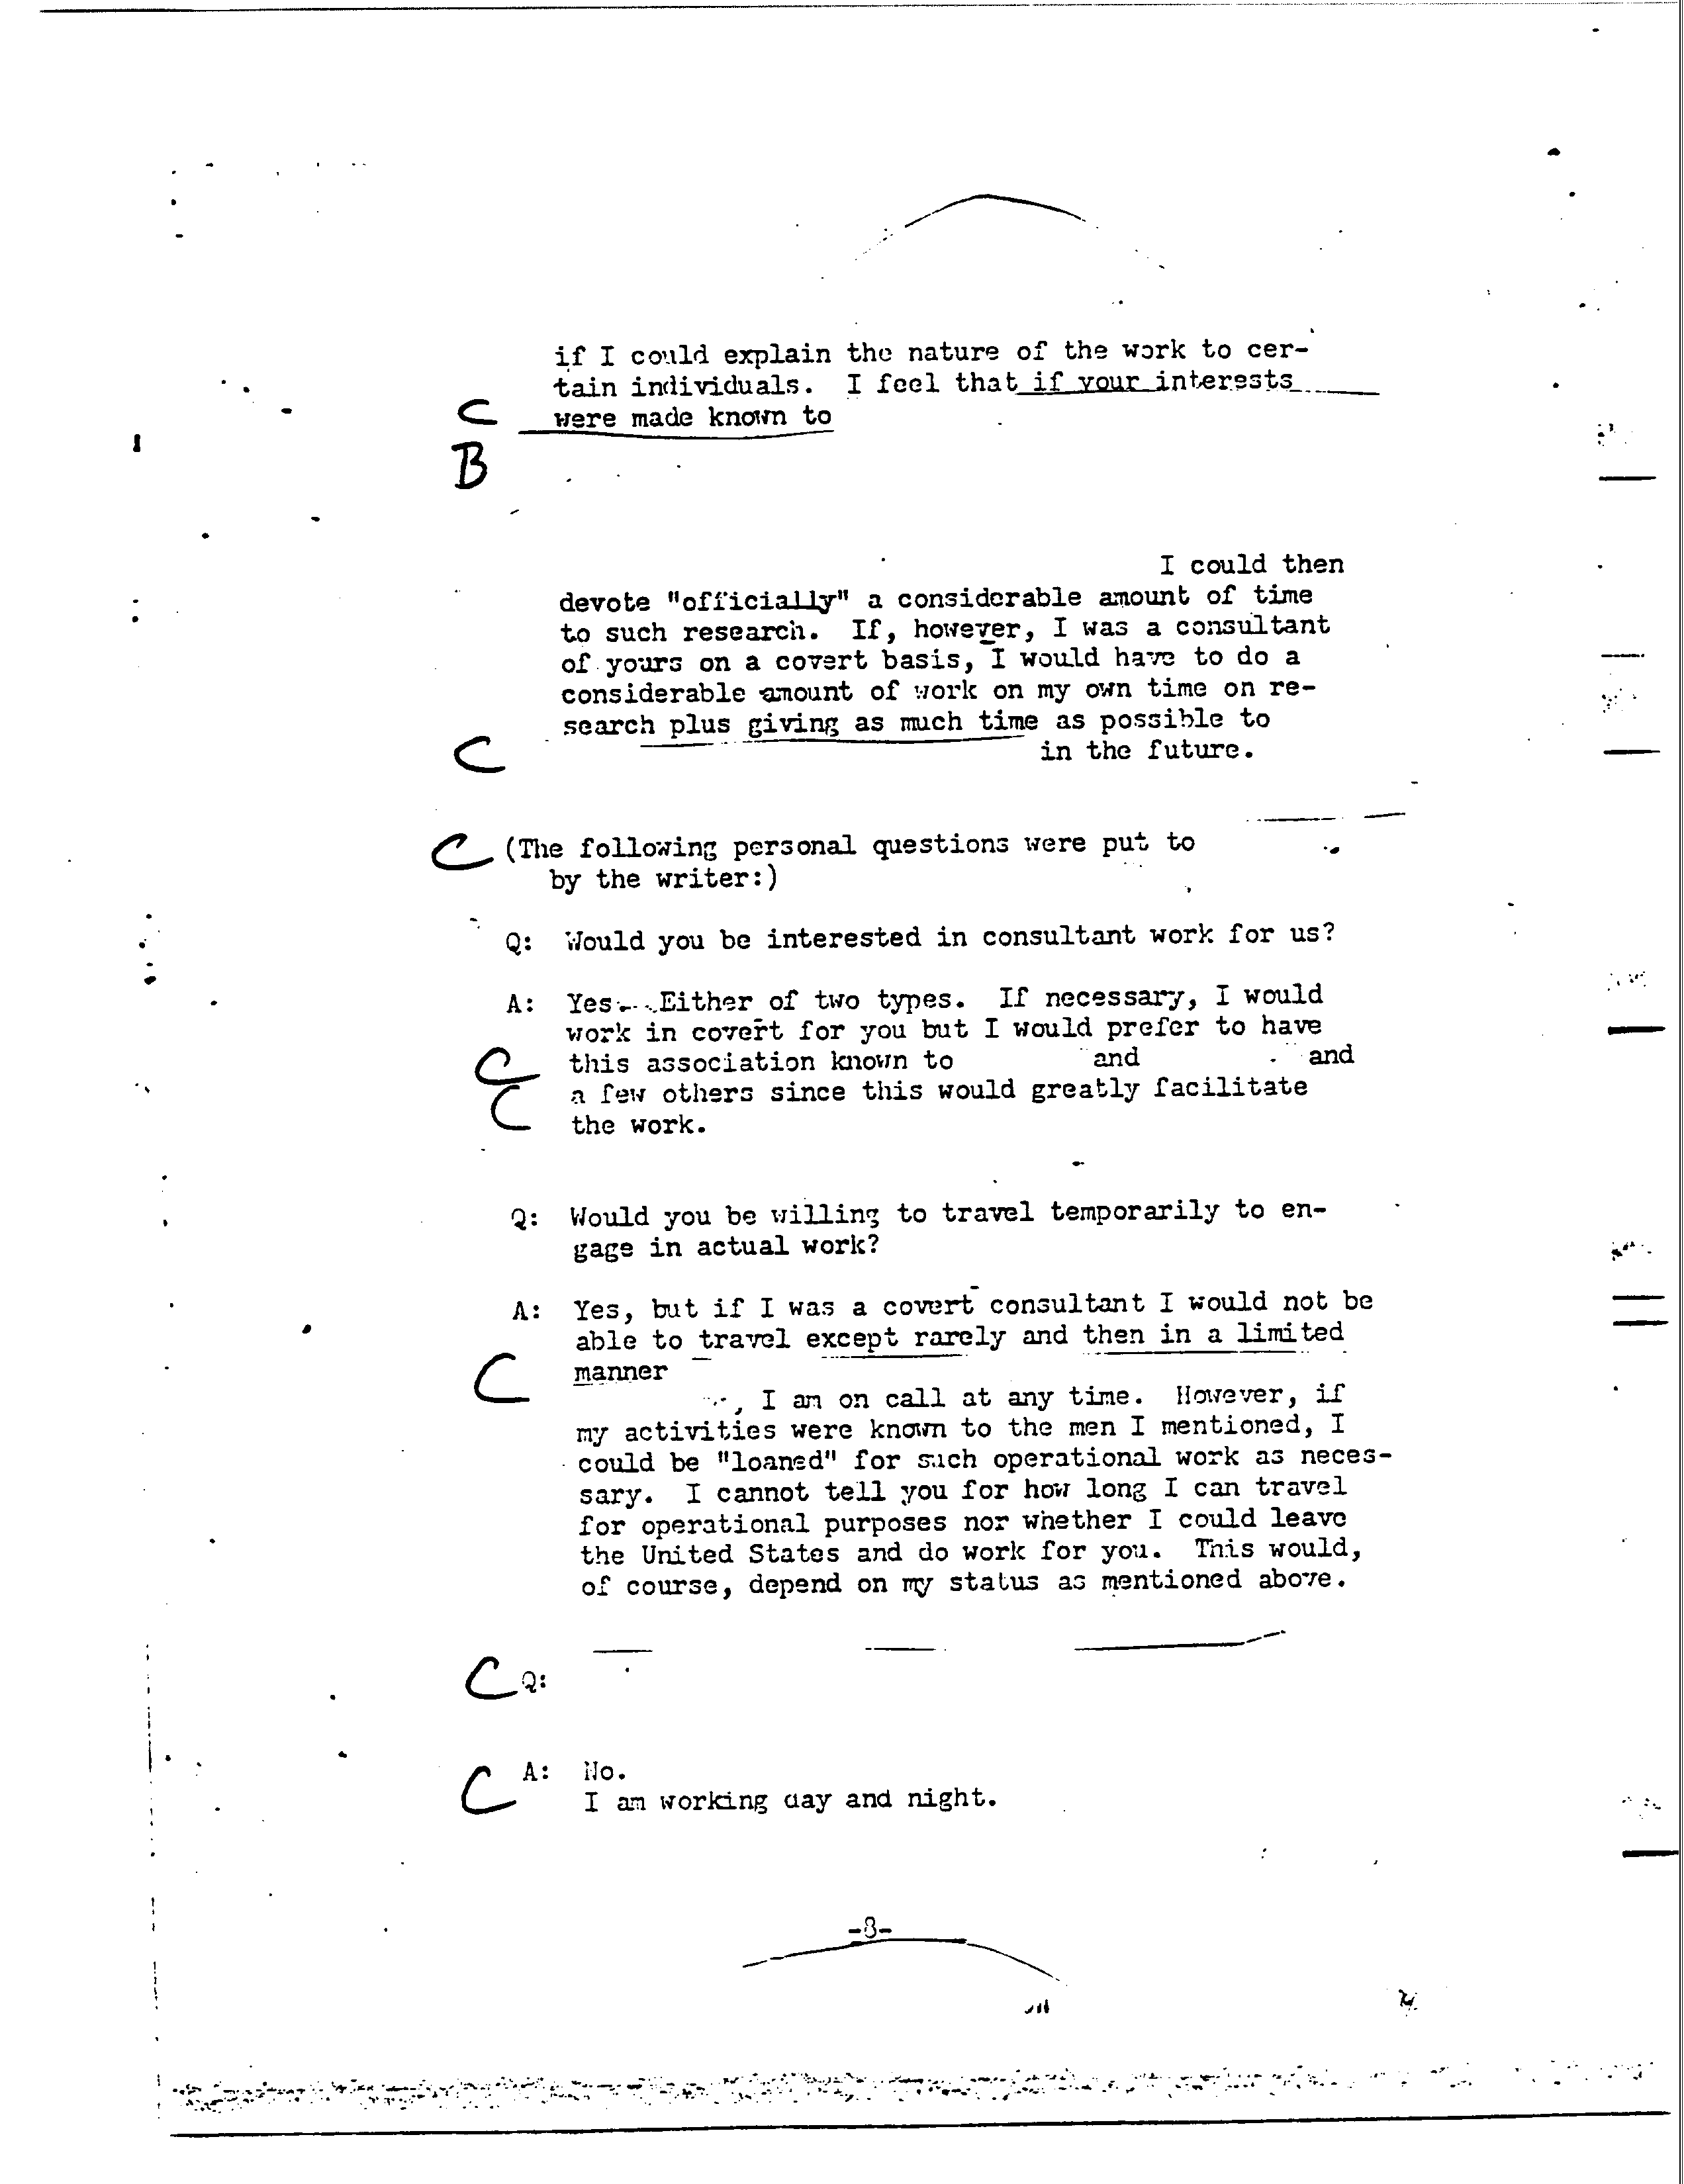 if I could explain the nature of the work to cer-
tain individuals. I feel that if your interests
C were made known to
B
I could then
devote "officially" a considerable amount of time
to such research. If, however, I was a consultant
of yours on a covert basis, I would have to do a
considerable amount of work on my own time on re-
search plus giving as much time as possible to
C in the future.
C (The following personal questions were put to
by the writer:)
Q: Would you be interested in consultant work for us?
A: Yes. Either of two types. If necessary, I would
work in covert for you but I would prefer to have
C this association known to and and
C a few others since this would greatly facilitate
the work.
Q: Would you be willing to travel temporarily to en-
gage in actual work?
A: Yes, but if I was a covert consultant I would not be
able to travel except rarely and then in a limited
C manner
, I am on call at any time. However, if
my activities were known to the men I mentioned, I
could be "loaned" for such operational work as neces-
sary. I cannot tell you for how long I can travel
for operational purposes nor whether I could leave
the United States and do work for you. This would,
of course, depend on my status as mentioned above.
C Q:
C A: No.
I am working day and night.
-8-